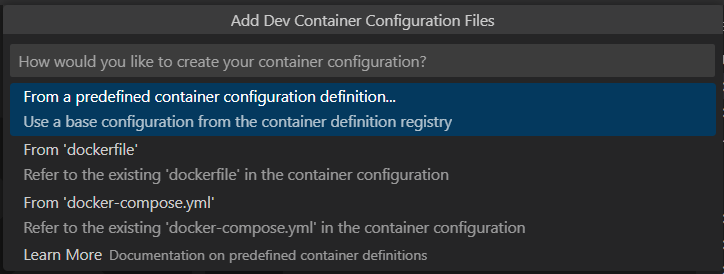 Add Dev Container Configuration Files
How would you like to create your container configuration?
From a predefined container configuration definition...
Use a base configuration from the container definition registry
From 'dockerfile'
Refer to the existing 'dockerfile' in the container configuration
From 'docker-compose.yml'
Refer to the existing 'docker-compose.yml' in the container configuration
Learn More Documentation on predefined container definitions